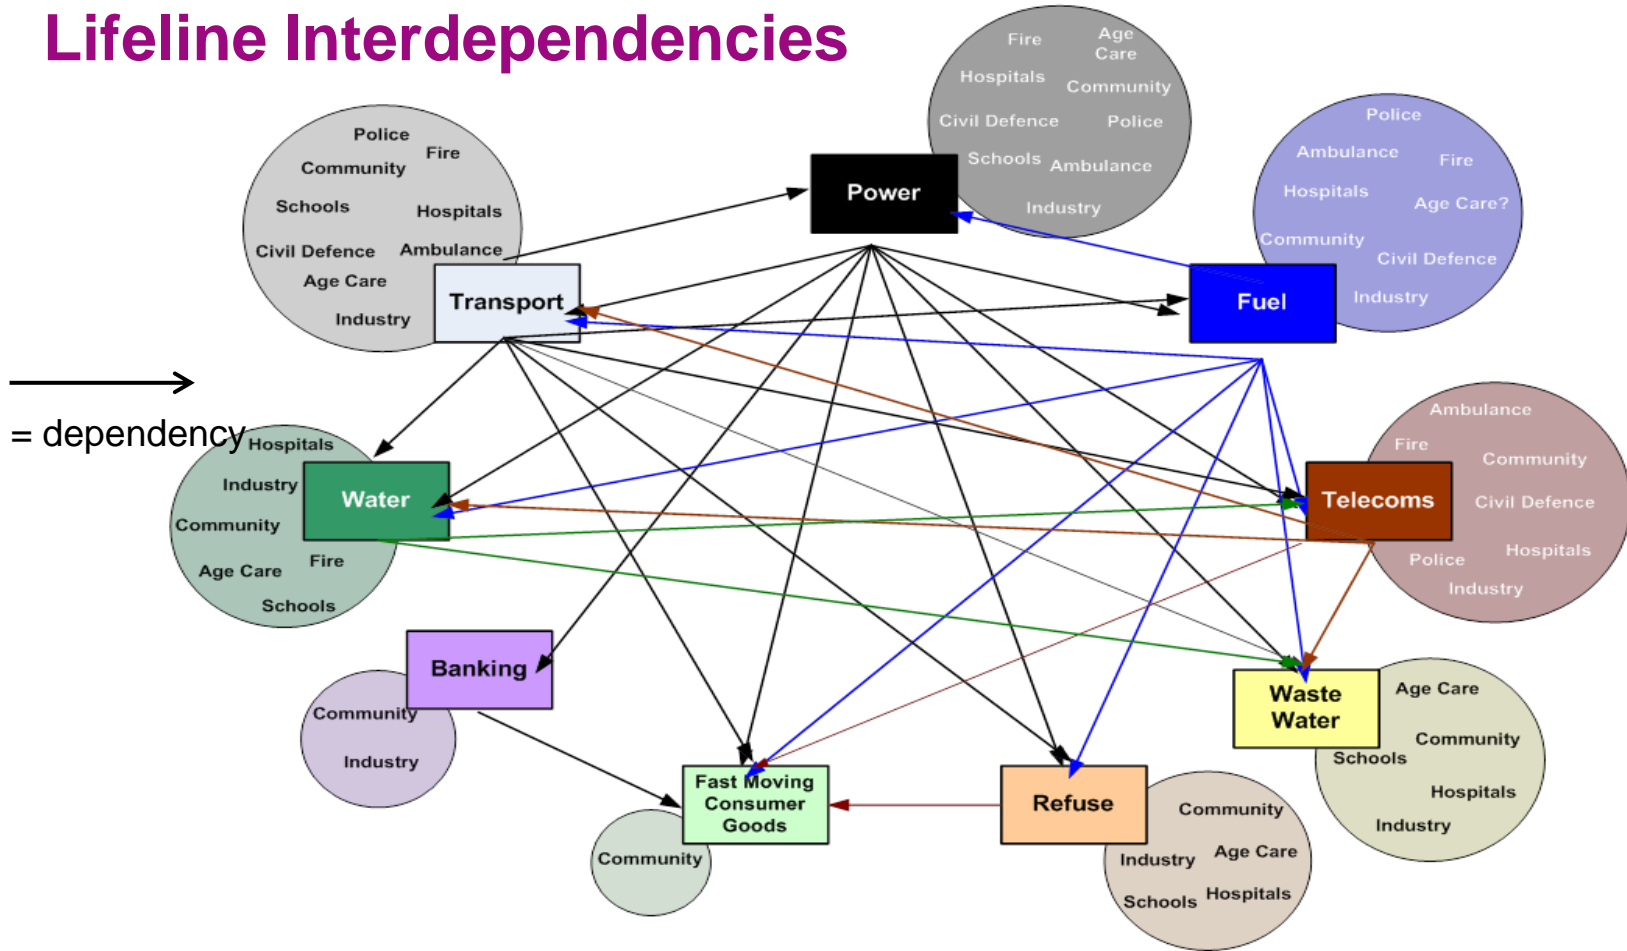 Lifeline Interdependencies
Fire
Age
Care
Hospitals
Community
Civil Defence
Police
Schools
Ambulance
Industry
Power
Police
Fire
Community
Schools
Hospitals
Civil Defence
Ambulance
Age Care
Industry
Transport
Police
Ambulance
Fire
Hospitals
Age Care?
Community
Civil Defence
Industry
Fuel
= dependency
Hospitals
Industry
Community
Age Care
Fire
Schools
Water
Ambulance
Fire
Community
Civil Defence
Hospitals
Police
Industry
Telecoms
Banking
Community
Industry
Waste
Water
Age Care
Community
Schools
Hospitals
Industry
Fast Moving
Consumer
Goods
Community
Refuse
Community
Industry
Age Care
Schools
Hospitals